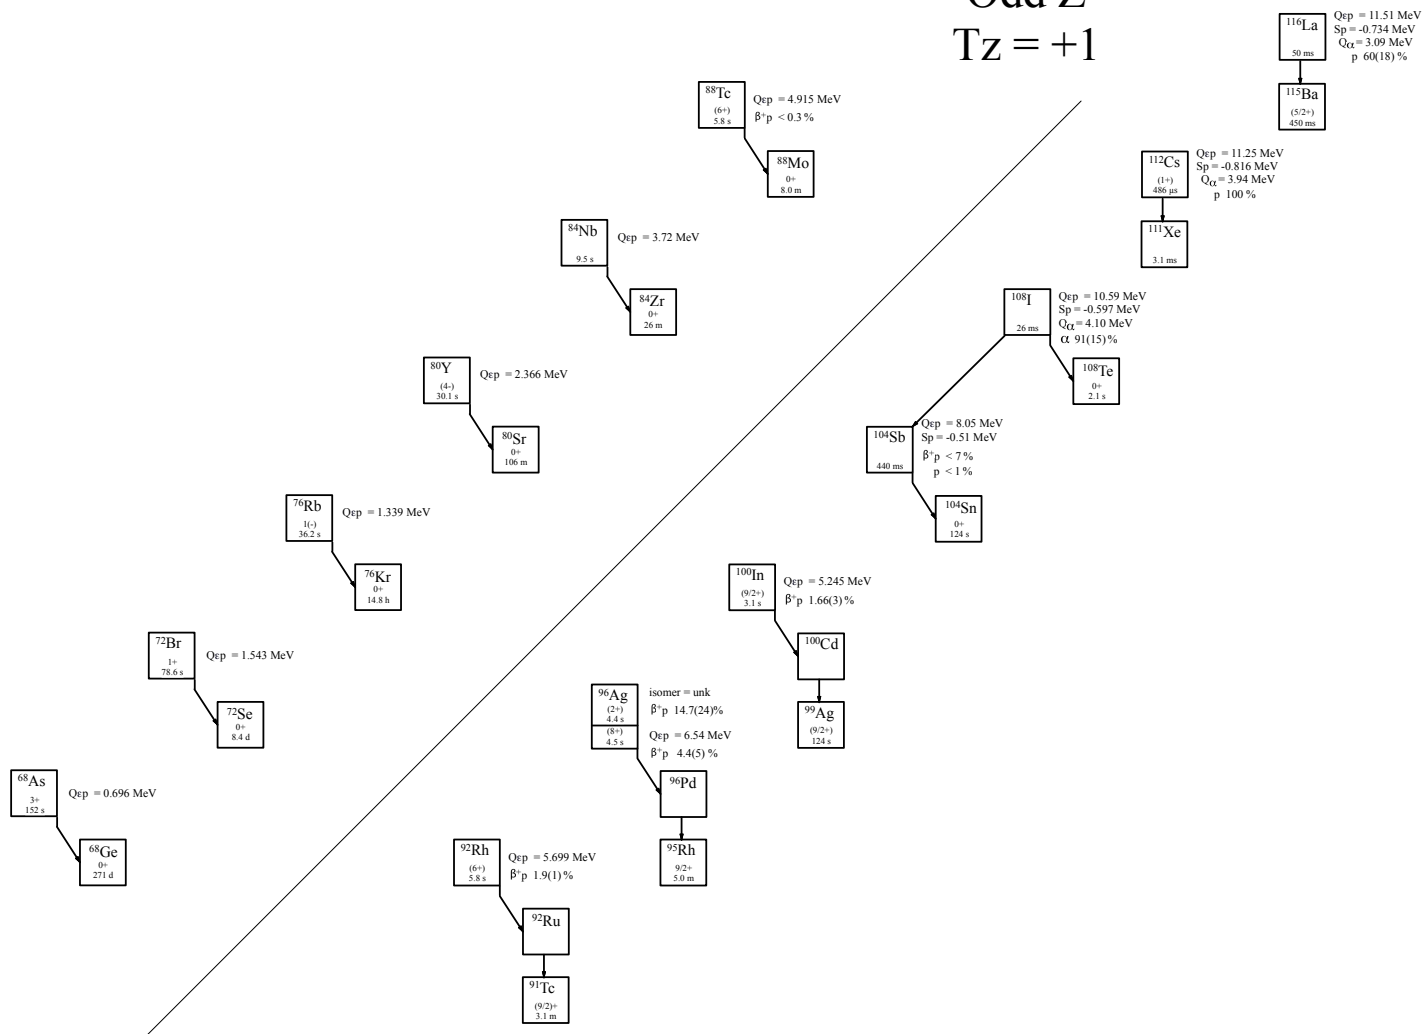 Odd Z
Tz = +1
116La
50 ms
Qεp = 11.51 MeV
Sp = -0.734 MeV
Qα = 3.09 MeV
p 60(18) %
115Ba
(5/2+)
450 ms
88Tc
(6+)
5.8 s
Qεp = 4.915 MeV
β+p < 0.3 %
88Mo
0+
8.0 m
112Cs
(1+)
486 μs
Qεp = 11.25 MeV
Sp = -0.816 MeV
Qα = 3.94 MeV
p 100 %
111Xe
3.1 ms
84Nb
9.5 s
Qεp = 3.72 MeV
84Zr
0+
26 m
108I
26 ms
Qεp = 10.59 MeV
Sp = -0.597 MeV
Qα = 4.10 MeV
α 91(15) %
108Te
0+
2.1 s
80Y
(4-)
30.1 s
Qεp = 2.366 MeV
80Sr
0+
106 m
104Sb
440 ms
Qεp = 8.05 MeV
Sp = -0.51 MeV
β+p < 7 %
p < 1 %
104Sn
0+
124 s
76Rb
1(-)
36.2 s
Qεp = 1.339 MeV
76Kr
0+
14.8 h
100In
(9/2+)
3.1 s
Qεp = 5.245 MeV
β+p 1.66(3) %
100Cd
99Ag
(9/2+)
124 s
72Br
1+
78.6 s
Qεp = 1.543 MeV
72Se
0+
8.4 d
96Ag
(2+)
4.4 s
(8+)
4.5 s
isomer = unk
β+p 14.7(24)%
Qεp = 6.54 MeV
β+p 4.4(5) %
96Pd
95Rh
9/2+
5.0 m
68As
3+
152 s
Qεp = 0.696 MeV
68Ge
0+
271 d
92Rh
(6+)
5.8 s
Qεp = 5.699 MeV
β+p 1.9(1) %
92Ru
91Tc
(9/2)+
3.1 m